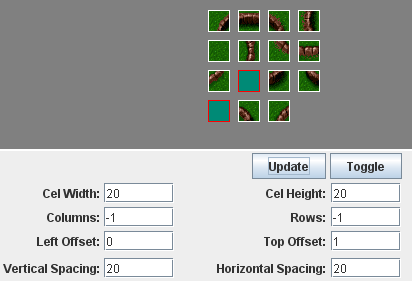 Update Toggle
Cel Width: 20 Cel Height: 20
Columns: -1 Rows: -1
Left Offset: 0 Top Offset: 1
Vertical Spacing: 20 Horizontal Spacing: 20